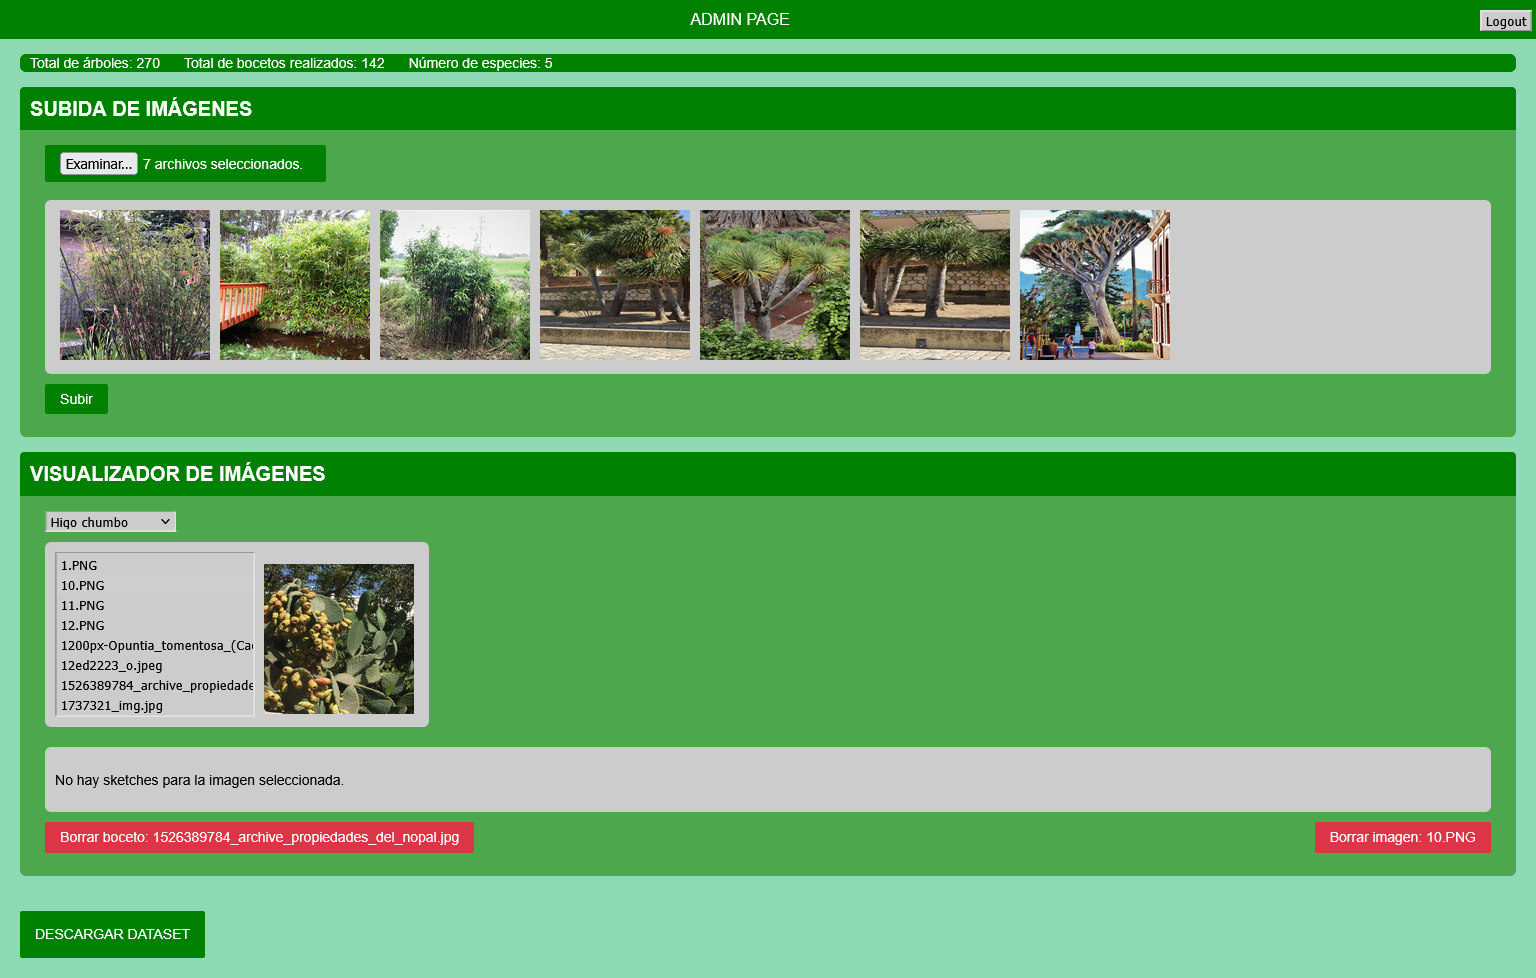 ADMIN PAGE
Logout
Total de árboles: 270 Total de bocetos realizados: 142 Número de especies: 5
SUBIDA DE IMÁGENES
Examinar... 7 archivos seleccionados.
Subir
VISUALIZADOR DE IMÁGENES
Higo chumbo
1.PNG
10.PNG
11.PNG
12.PNG
1200px-Opuntia_tomentosa_(Cac
12ed2223_o.jpeg
1526389784_archive_propiedade
1737321_img.jpg
No hay sketches para la imagen seleccionada.
Borrar boceto: 1526389784_archive_propiedades_del_nopal.jpg
Borrar imagen: 10.PNG
DESCARGAR DATASET